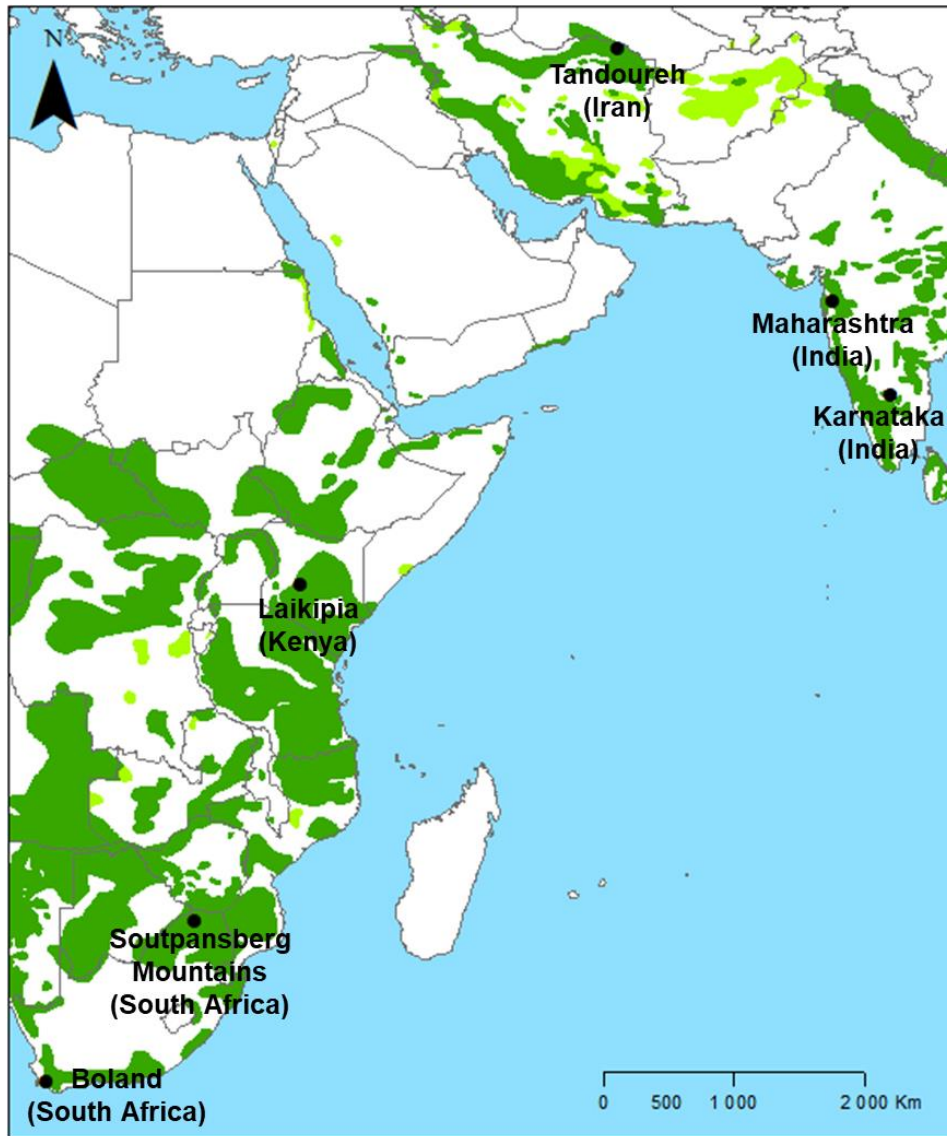 N
Tandoureh
(Iran)
Maharashtra
(India)
Karnataka
(India)
Laikipia
(Kenya)
Soutpansberg
Mountains
(South Africa)
Boland
(South Africa)
0 500 1 000 2 000 Km